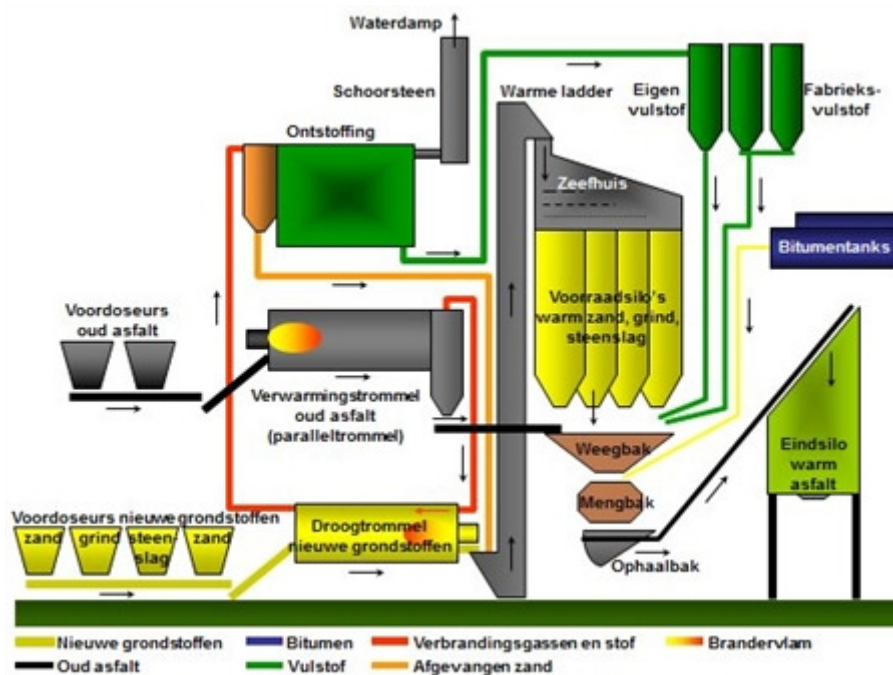 Waterdamp
Schoorsteen
Ontstoffing
Warme ladder
Eigen
vulstof
Fabrieks-
vulstof
Zeefhuis
Bitumentanks
Voorraadsilo's
warm zand, grind,
steenslag
Voordoseurs
oud asfalt
Verwarmingstrommel
oud asfalt
(paralleltrommel)
Weegbak
Eindsilo
warm
asfalt
Mengbak
Ophaalbak
Voordoseurs nieuwe grondstoffen
zand grind steen- zand
slag
Droogtrommel
nieuwe grondstoffen
Nieuwe grondstoffen Bitumen Verbrandingsgassen en stof Brandervlam
Oud asfalt Vulstof Afgevangen zand